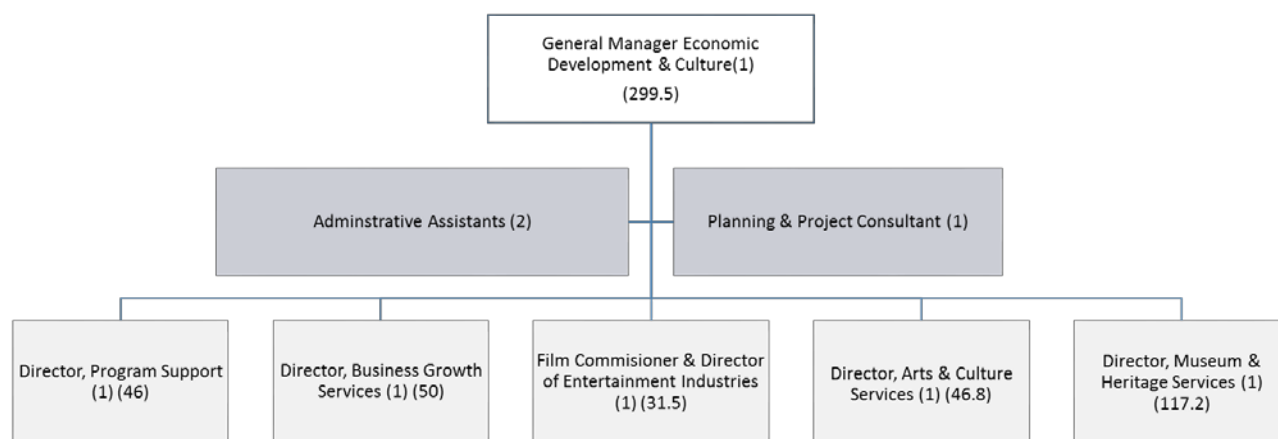 General Manager Economic
Development & Culture(1)
(299.5)
Adminstrative Assistants (2)
Planning & Project Consultant (1)
Director, Program Support
(1) (46)
Director, Business Growth
Services (1) (50)
Film Commisioner & Director
of Entertainment Industries
(1) (31.5)
Director, Arts & Culture
Services (1) (46.8)
Director, Museum &
Heritage Services (1)
(117.2)